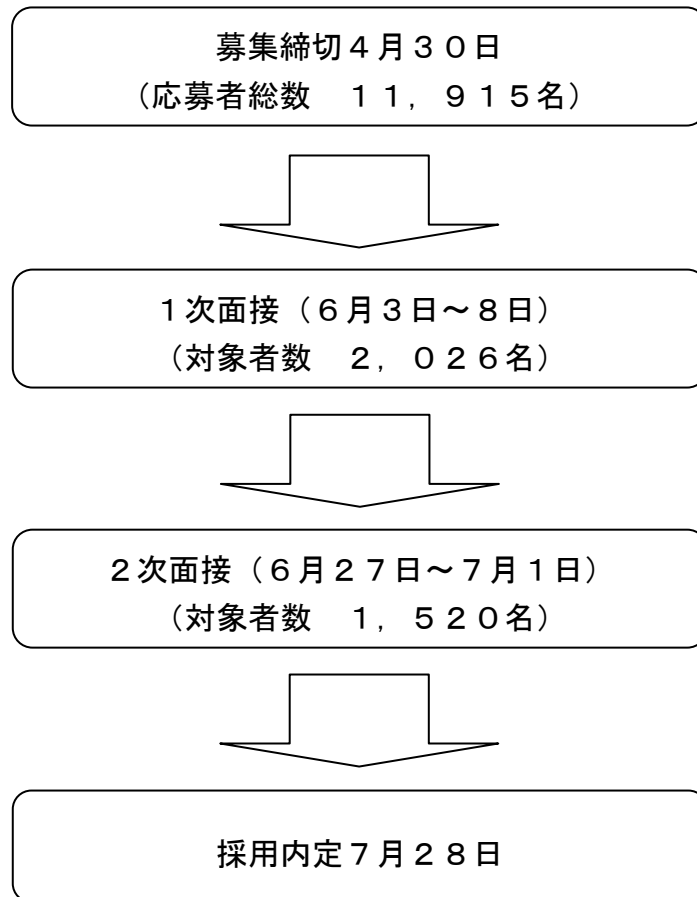 募集締切４月３０日
（応募者総数　１１，９１５名）
１次面接（６月３日～８日）
（対象者数　２，０２６名）
２次面接（６月２７日～７月１日）
（対象者数　１，５２０名）
採用内定７月２８日